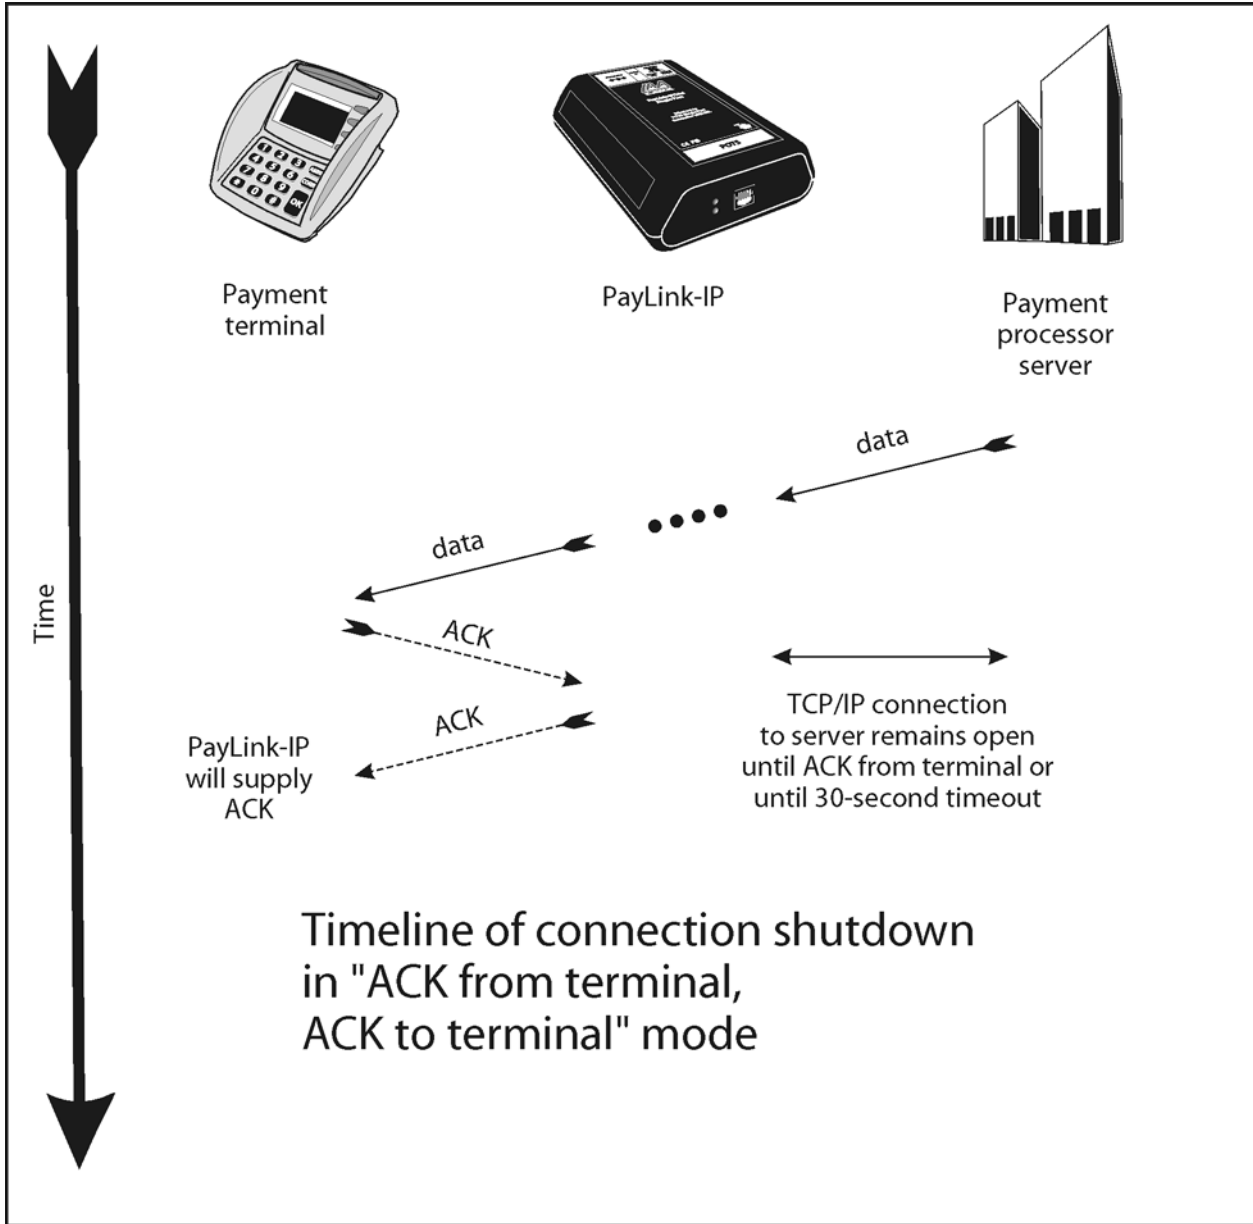 POTS
OK
Payment
terminal
PayLink-IP
Payment
processor
server
data
data
Time
ACK
ACK
PayLink-IP
will supply
ACK
TCP/IP connection
to server remains open
until ACK from terminal or
until 30-second timeout
Timeline of connection shutdown
in "ACK from terminal,
ACK to terminal" mode